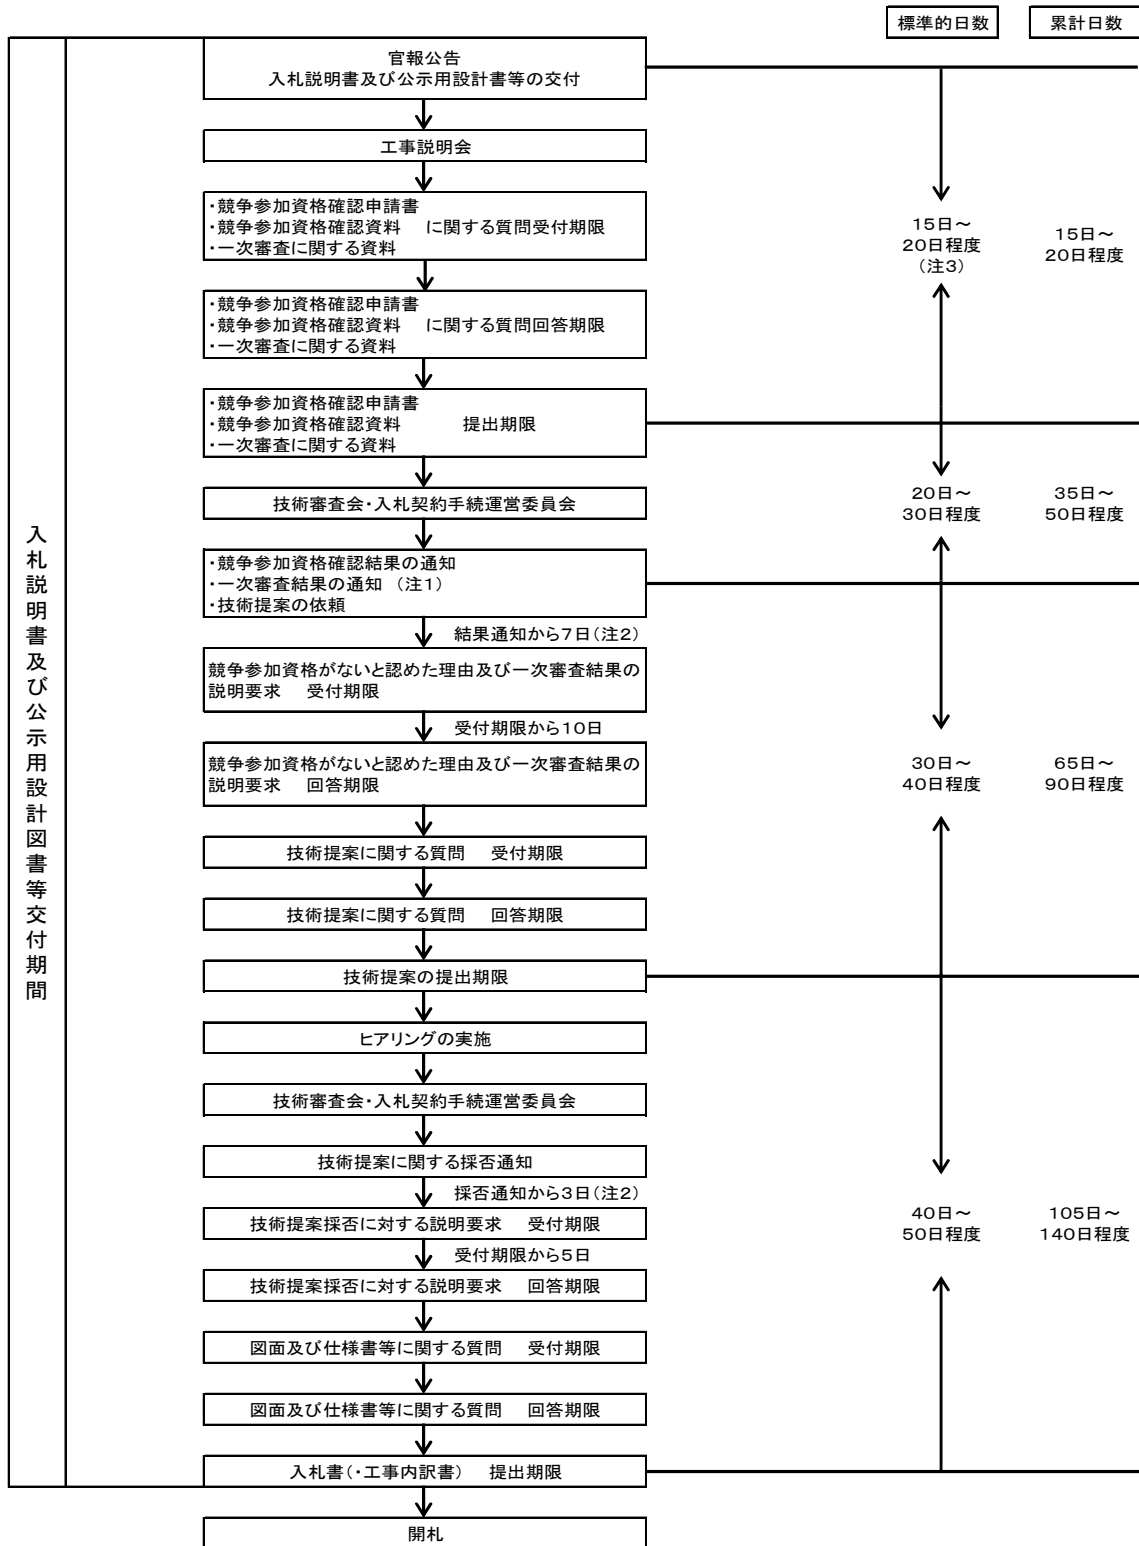 標準的日数
累計日数
官報公告
入札説明書及び公示用設計書等の交付
工事説明会
・競争参加資格確認申請書
・競争参加資格確認資料　に関する質問受付期限
・一次審査に関する資料
15日～
20日程度
(注3)
15日～
20日程度
・競争参加資格確認申請書
・競争参加資格確認資料　に関する質問回答期限
・一次審査に関する資料
・競争参加資格確認申請書
・競争参加資格確認資料　　提出期限
・一次審査に関する資料
技術審査会・入札契約手続運営委員会
20日～
30日程度
35日～
50日程度
・競争参加資格確認結果の通知
・一次審査結果の通知　(注1)
・技術提案の依頼
結果通知から7日(注2)
競争参加資格がないと認めた理由及び一次審査結果の
説明要求　受付期限
受付期限から10日
競争参加資格がないと認めた理由及び一次審査結果の
説明要求　回答期限
30日～
40日程度
65日～
90日程度
技術提案に関する質問　受付期限
技術提案に関する質問　回答期限
技術提案の提出期限
ヒアリングの実施
技術審査会・入札契約手続運営委員会
技術提案に関する採否通知
採否通知から3日(注2)
技術提案採否に対する説明要求　受付期限
受付期限から5日
技術提案採否に対する説明要求　回答期限
40日～
50日程度
105日～
140日程度
図面及び仕様書等に関する質問　受付期限
図面及び仕様書等に関する質問　回答期限
入札書(・工事内訳書)　提出期限
開札
入札説明書及び公示用設計図書等交付期間